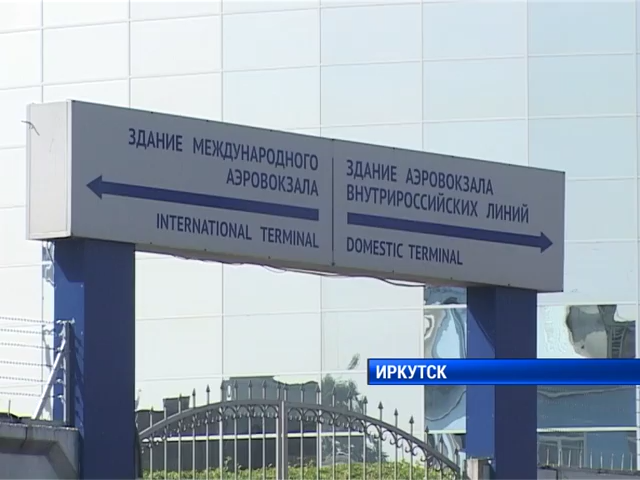 ЗДАНИЕ МЕЖДУНАРОДНОГО
АЭРОВОКЗАЛА
INTERNATIONAL TERMINAL
ЗДАНИЕ АЭРОВОКЗАЛА
ВНУТРИРОССИЙСКИХ ЛИНИЙ
DOMESTIC TERMINAL
ИРКУТСК